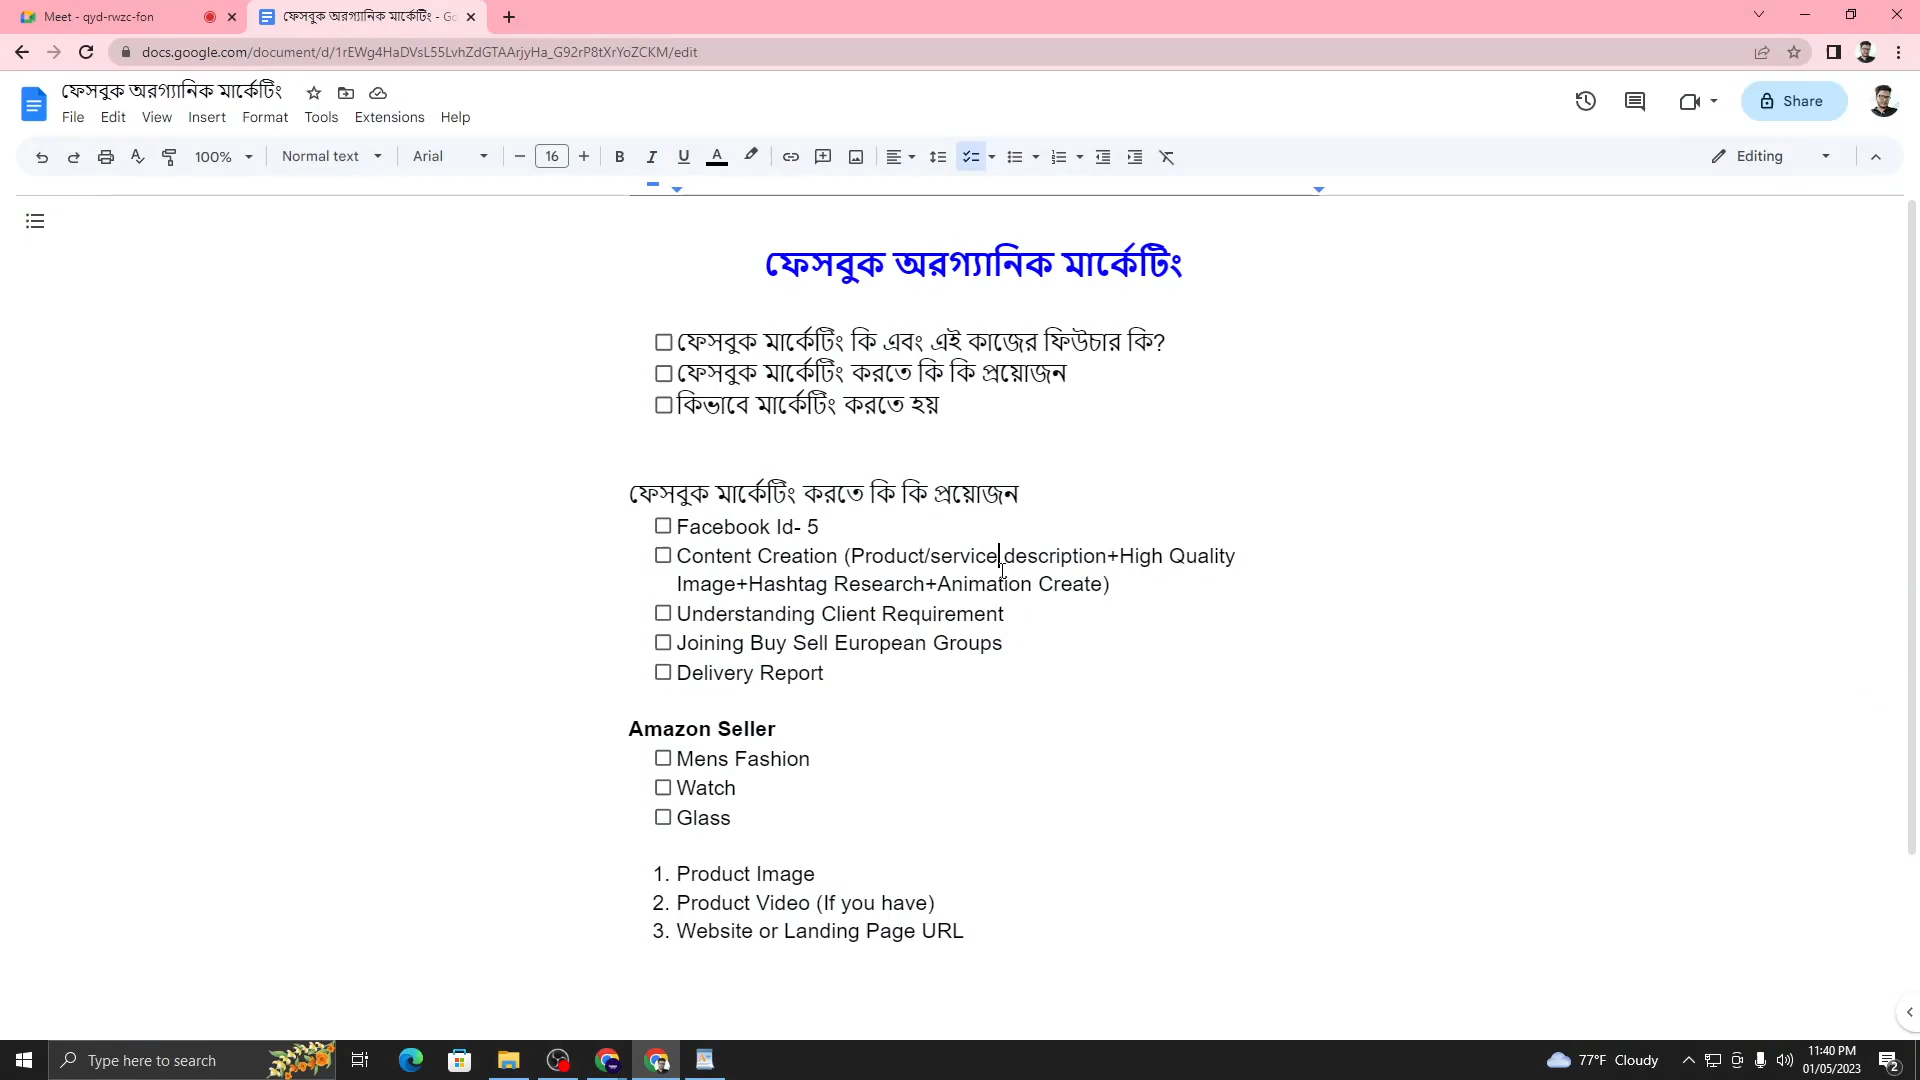 Meet - qyd-rwzc-fon
ফেসবুক অরগ্যানিক মার্কেটিং - Go
docs.google.com/document/d/1rEWg4HaDVsL55LvhZdGTAArjyHa_G92rP8tXrYoZCKM/edit
ফেসবুক অরগ্যানিক মার্কেটিং
File Edit View Insert Format Tools Extensions Help
Share
100% Normal text Arial 16 Editing
ফেসবুক অরগ্যানিক মার্কেটিং
ফেসবুক মার্কেটিং কি এবং এই কাজের ফিউচার কি?
ফেসবুক মার্কেটিং করতে কি কি প্রয়োজন
কিভাবে মার্কেটিং করতে হয়
ফেসবুক মার্কেটিং করতে কি কি প্রয়োজন
Facebook Id- 5
Content Creation (Product/service description+High Quality
Image+Hashtag Research+Animation Create)
Understanding Client Requirement
Joining Buy Sell European Groups
Delivery Report
Amazon Seller
Mens Fashion
Watch
Glass
1. Product Image
2. Product Video (If you have)
3. Website or Landing Page URL
Type here to search
77°F Cloudy
11:40 PM
01/05/2023
2